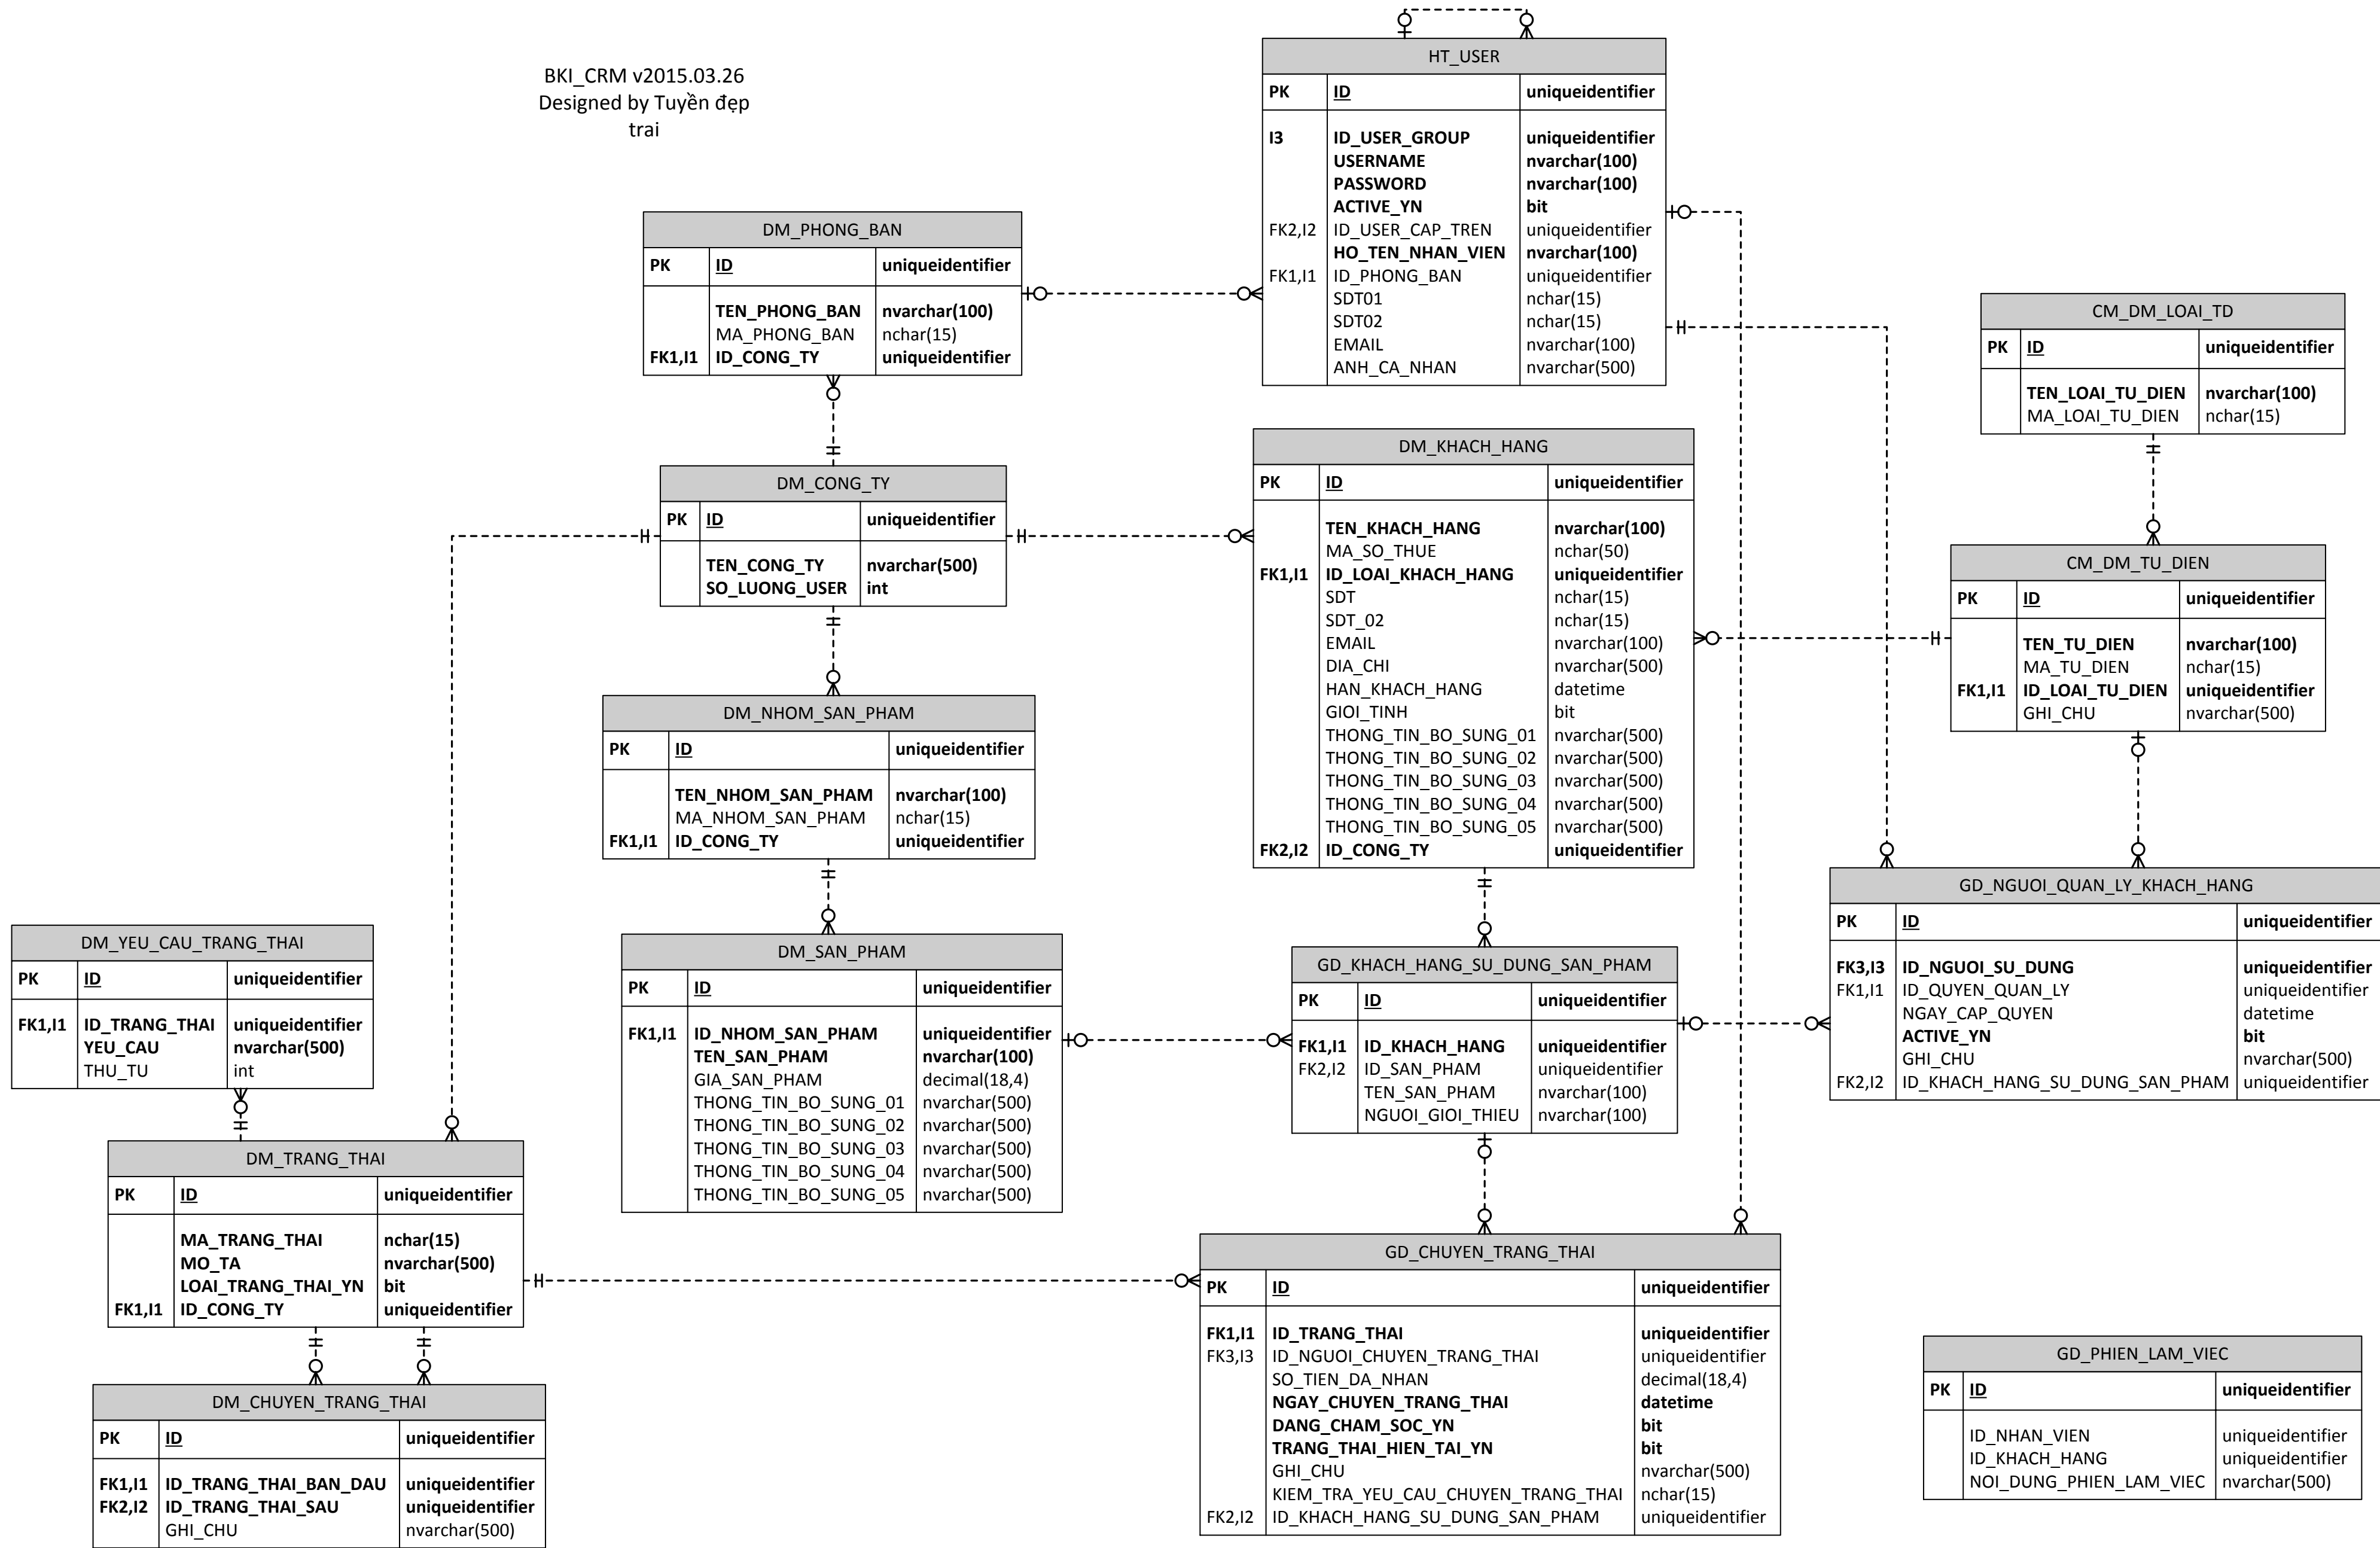 BKI_CRM v2015.03.26
Designed by Tuyền đẹp
trai
HT_USER
PK ID uniqueidentifier
I3 ID_USER_GROUP uniqueidentifier
USERNAME nvarchar(100)
PASSWORD nvarchar(100)
ACTIVE_YN bit
FK2,I2 ID_USER_CAP_TREN uniqueidentifier
HO_TEN_NHAN_VIEN nvarchar(100)
FK1,I1 ID_PHONG_BAN uniqueidentifier
SDT01 nchar(15)
SDT02 nchar(15)
EMAIL nvarchar(100)
ANH_CA_NHAN nvarchar(500)
DM_PHONG_BAN
PK ID uniqueidentifier
TEN_PHONG_BAN nvarchar(100)
MA_PHONG_BAN nchar(15)
FK1,I1 ID_CONG_TY uniqueidentifier
CM_DM_LOAI_TD
PK ID uniqueidentifier
TEN_LOAI_TU_DIEN nvarchar(100)
MA_LOAI_TU_DIEN nchar(15)
DM_CONG_TY
PK ID uniqueidentifier
TEN_CONG_TY nvarchar(500)
SO_LUONG_USER int
DM_KHACH_HANG
PK ID uniqueidentifier
TEN_KHACH_HANG nvarchar(100)
MA_SO_THUE nchar(50)
FK1,I1 ID_LOAI_KHACH_HANG uniqueidentifier
SDT nchar(15)
SDT_02 nchar(15)
EMAIL nvarchar(100)
DIA_CHI nvarchar(500)
HAN_KHACH_HANG datetime
GIOI_TINH bit
THONG_TIN_BO_SUNG_01 nvarchar(500)
THONG_TIN_BO_SUNG_02 nvarchar(500)
THONG_TIN_BO_SUNG_03 nvarchar(500)
THONG_TIN_BO_SUNG_04 nvarchar(500)
THONG_TIN_BO_SUNG_05 nvarchar(500)
FK2,I2 ID_CONG_TY uniqueidentifier
CM_DM_TU_DIEN
PK ID uniqueidentifier
TEN_TU_DIEN nvarchar(100)
MA_TU_DIEN nchar(15)
FK1,I1 ID_LOAI_TU_DIEN uniqueidentifier
GHI_CHU nvarchar(500)
DM_NHOM_SAN_PHAM
PK ID uniqueidentifier
TEN_NHOM_SAN_PHAM nvarchar(100)
MA_NHOM_SAN_PHAM nchar(15)
FK1,I1 ID_CONG_TY uniqueidentifier
GD_NGUOI_QUAN_LY_KHACH_HANG
PK ID uniqueidentifier
FK3,I3 ID_NGUOI_SU_DUNG uniqueidentifier
FK1,I1 ID_QUYEN_QUAN_LY uniqueidentifier
NGAY_CAP_QUYEN datetime
ACTIVE_YN bit
GHI_CHU nvarchar(500)
FK2,I2 ID_KHACH_HANG_SU_DUNG_SAN_PHAM uniqueidentifier
DM_YEU_CAU_TRANG_THAI
PK ID uniqueidentifier
FK1,I1 ID_TRANG_THAI uniqueidentifier
YEU_CAU nvarchar(500)
THU_TU int
DM_SAN_PHAM
PK ID uniqueidentifier
FK1,I1 ID_NHOM_SAN_PHAM uniqueidentifier
TEN_SAN_PHAM nvarchar(100)
GIA_SAN_PHAM decimal(18,4)
THONG_TIN_BO_SUNG_01 nvarchar(500)
THONG_TIN_BO_SUNG_02 nvarchar(500)
THONG_TIN_BO_SUNG_03 nvarchar(500)
THONG_TIN_BO_SUNG_04 nvarchar(500)
THONG_TIN_BO_SUNG_05 nvarchar(500)
GD_KHACH_HANG_SU_DUNG_SAN_PHAM
PK ID uniqueidentifier
FK1,I1 ID_KHACH_HANG uniqueidentifier
FK2,I2 ID_SAN_PHAM uniqueidentifier
TEN_SAN_PHAM nvarchar(100)
NGUOI_GIOI_THIEU nvarchar(100)
DM_TRANG_THAI
PK ID uniqueidentifier
MA_TRANG_THAI nchar(15)
MO_TA nvarchar(500)
LOAI_TRANG_THAI_YN bit
FK1,I1 ID_CONG_TY uniqueidentifier
GD_CHUYEN_TRANG_THAI
PK ID uniqueidentifier
FK1,I1 ID_TRANG_THAI uniqueidentifier
FK3,I3 ID_NGUOI_CHUYEN_TRANG_THAI uniqueidentifier
SO_TIEN_DA_NHAN decimal(18,4)
NGAY_CHUYEN_TRANG_THAI datetime
DANG_CHAM_SOC_YN bit
TRANG_THAI_HIEN_TAI_YN bit
GHI_CHU nvarchar(500)
KIEM_TRA_YEU_CAU_CHUYEN_TRANG_THAI nchar(15)
FK2,I2 ID_KHACH_HANG_SU_DUNG_SAN_PHAM uniqueidentifier
DM_CHUYEN_TRANG_THAI
PK ID uniqueidentifier
FK1,I1 ID_TRANG_THAI_BAN_DAU uniqueidentifier
FK2,I2 ID_TRANG_THAI_SAU uniqueidentifier
GHI_CHU nvarchar(500)
GD_PHIEN_LAM_VIEC
PK ID uniqueidentifier
ID_NHAN_VIEN uniqueidentifier
ID_KHACH_HANG uniqueidentifier
NOI_DUNG_PHIEN_LAM_VIEC nvarchar(500)